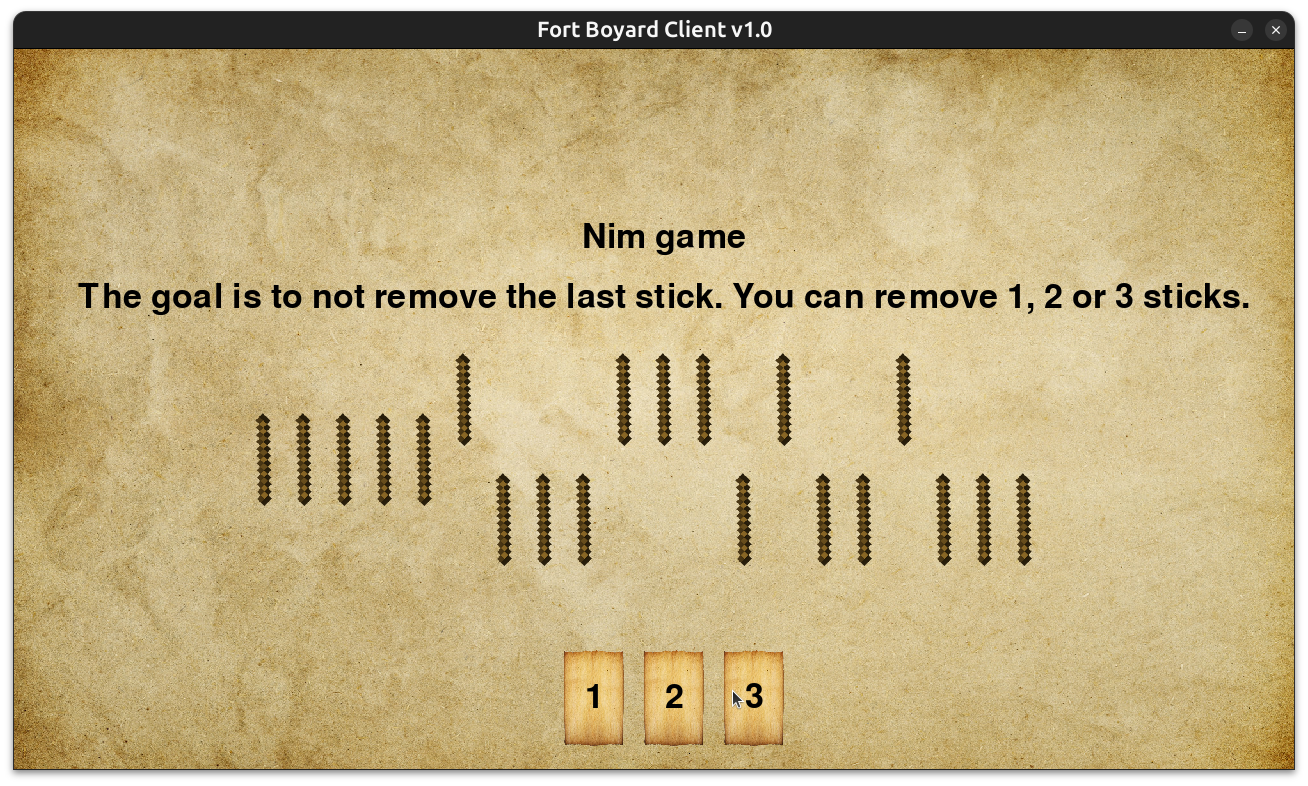 Fort Boyard Client v1.0
Nim game
The goal is to not remove the last stick. You can remove 1, 2 or 3 sticks.
1 2 3